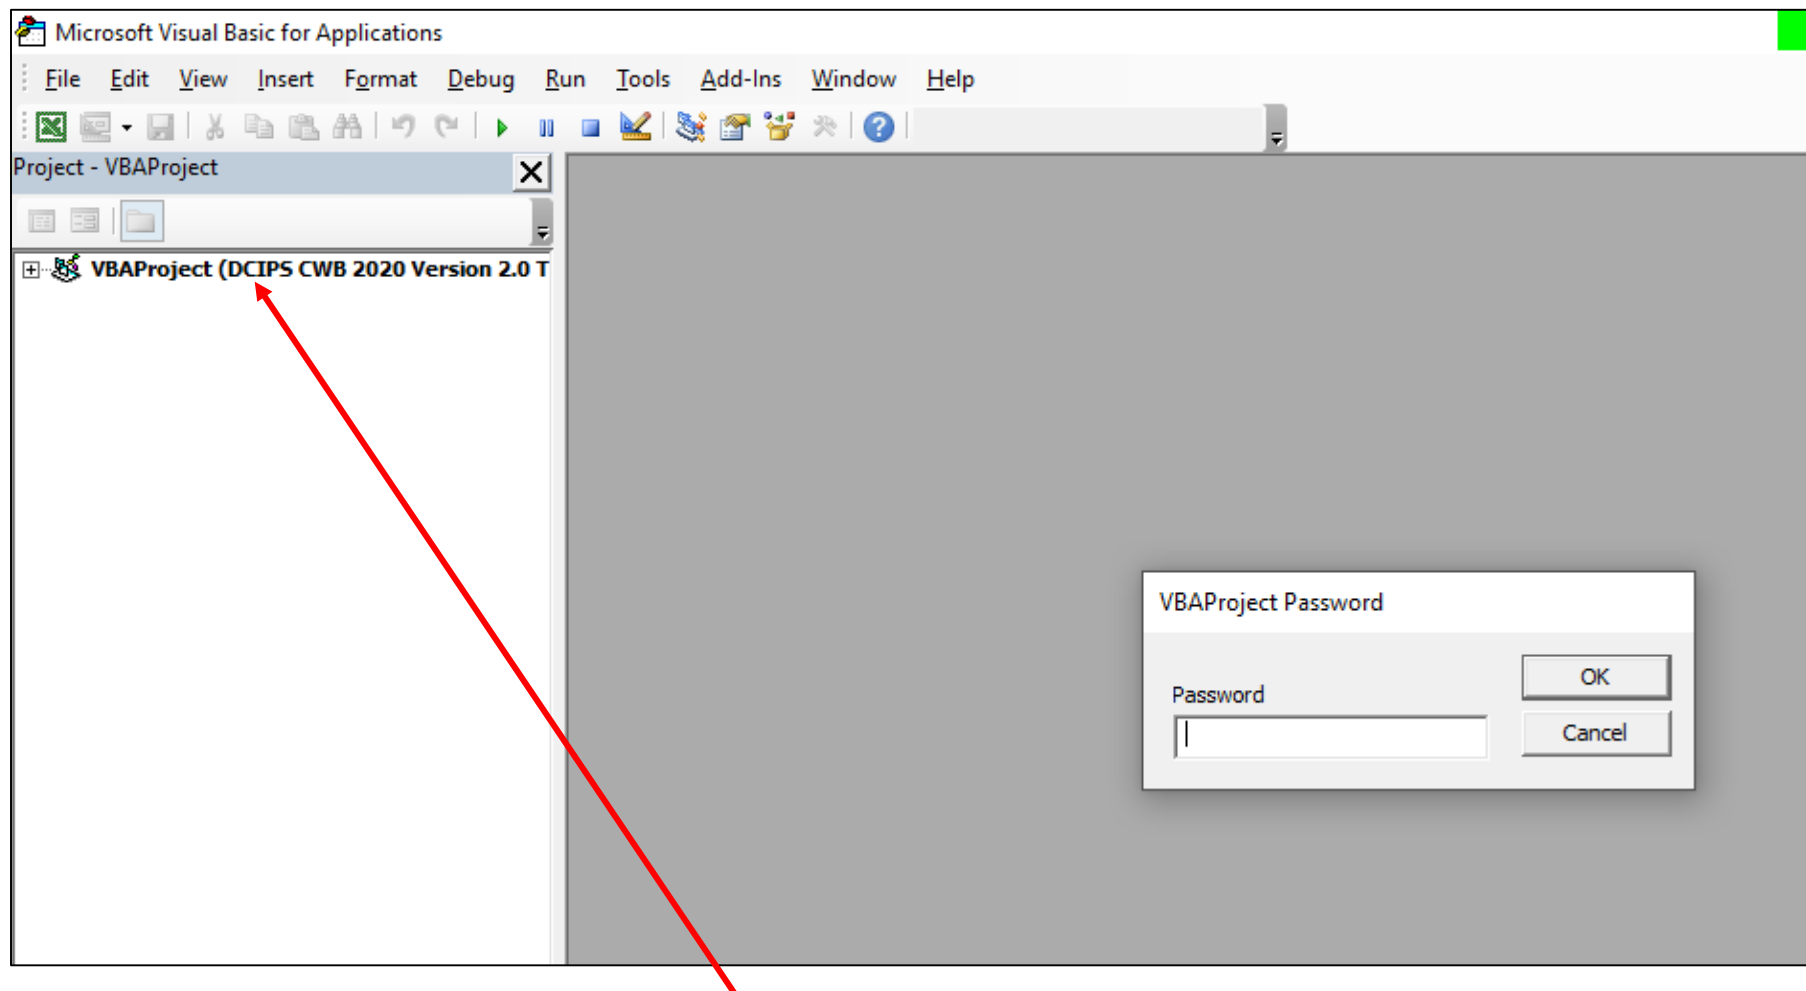 Microsoft Visual Basic for Applications
File Edit View Insert Format Debug Run Tools Add-Ins Window Help
Project - VBAProject
VBAProject (DCIPS CWB 2020 Version 2.0 T
VBAProject Password
Password
OK
Cancel